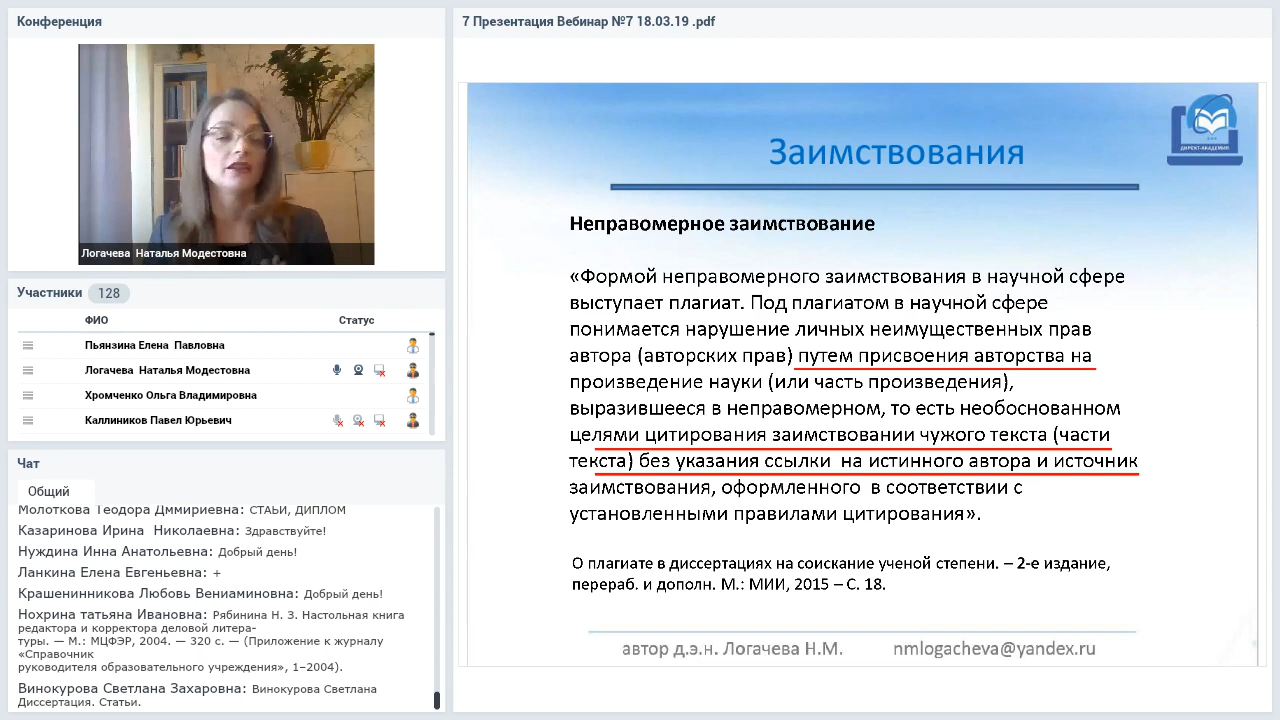 Конференция
Логачева Наталья Модестовна
Участники 128
ФИО Статус
Пьянзина Елена Павловна
Логачева Наталья Модестовна
Хромченко Ольга Владимировна
Каллиников Павел Юрьевич
Чат
Общий
Молоткова Теодора Дммириевна: СТАЬИ, ДИПЛОМ
Казаринова Ирина Николаевна: Здравствуйте!
Нуждина Инна Анатольевна: Добрый день!
Ланкина Елена Евгеньевна: +
Крашенинникова Любовь Вениаминовна: Добрый день!
Нохрина татьяна Ивановна: Рябинина Н. З. Настольная книга
редактора и корректора деловой литера-
туры. — М.: МЦФЭР, 2004. — 320 с. — (Приложение к журналу
«Справочник
руководителя образовательного учреждения», 1–2004).
Винокурова Светлана Захаровна: Винокурова Светлана
Диссертация. Статьи.
7 Презентация Вебинар №7 18.03.19 .pdf
ДИРЕКТ-АКАДЕМИЯ
Заимствования
Неправомерное заимствование
«Формой неправомерного заимствования в научной сфере
выступает плагиат. Под плагиатом в научной сфере
понимается нарушение личных неимущественных прав
автора (авторских прав) путем присвоения авторства на
произведение науки (или часть произведения),
выразившееся в неправомерном, то есть необоснованном
целями цитирования заимствовании чужого текста (части
текста) без указания ссылки на истинного автора и источник
заимствования, оформленного в соответствии с
установленными правилами цитирования».
О плагиате в диссертациях на соискание ученой степени. – 2-е издание,
перераб. и дополн. М.: МИИ, 2015 – С. 18.
автор д.э.н. Логачева Н.М. nmlogacheva@yandex.ru